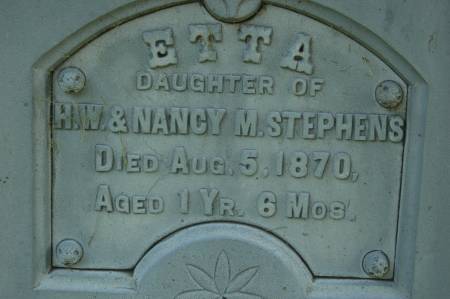 ETTA
DAUGHTER OF
H.W. & NANCY M. STEPHENS
DIED AUG. 5, 1870,
AGED 1 YR. 6 MOS.